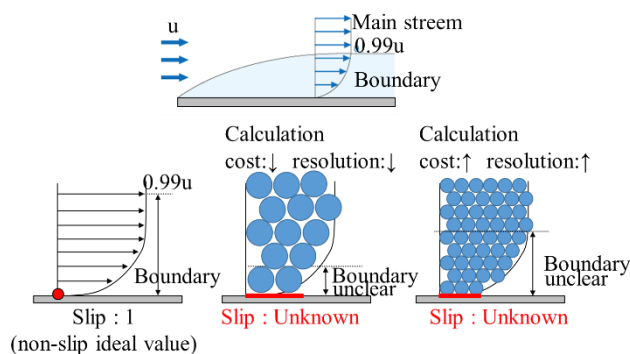 u
Main streem
0.99u
Boundary
Calculation
cost:↓ resolution:↓
Calculation
cost:↑ resolution:↑
0.99u
Boundary
Boundary
unclear
Boundary
Slip : 1
(non-slip ideal value)
Slip : Unknown
Slip : Unknown